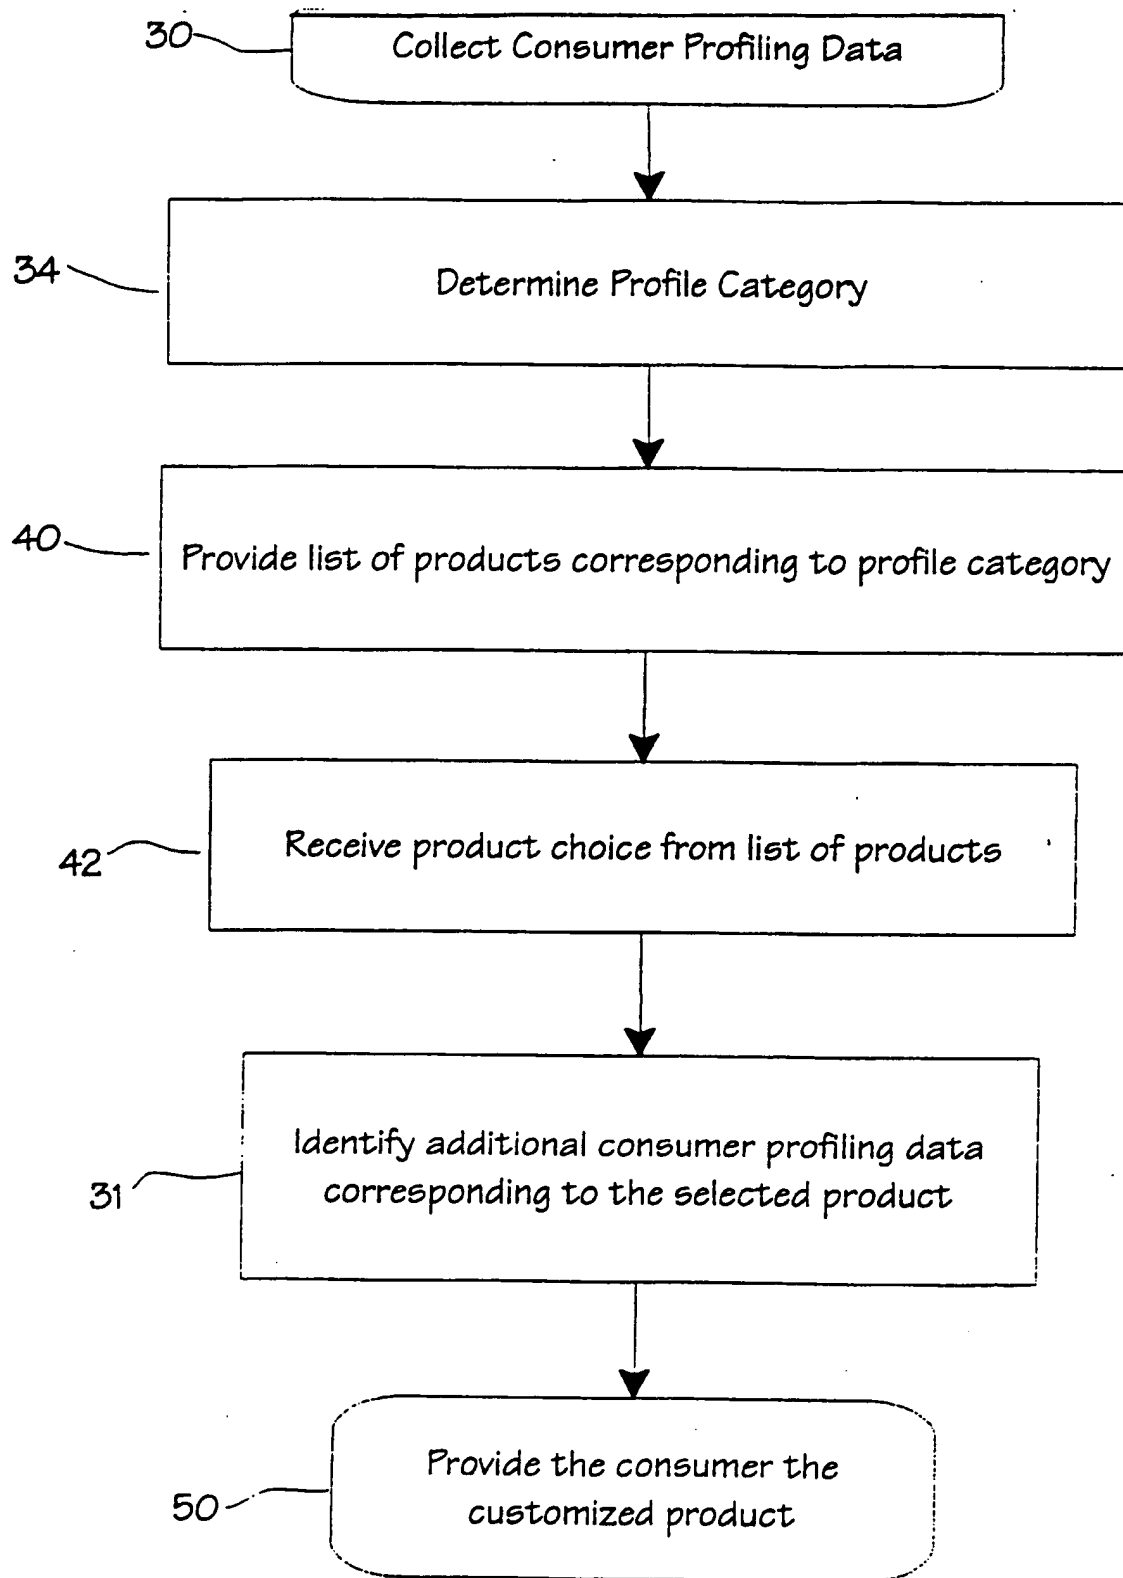 30
Collect Consumer Profiling Data
34
Determine Profile Category
40
Provide list of products corresponding to profile category
42
Receive product choice from list of products
31
Identify additional consumer profiling data
corresponding to the selected product
50
Provide the consumer the
customized product